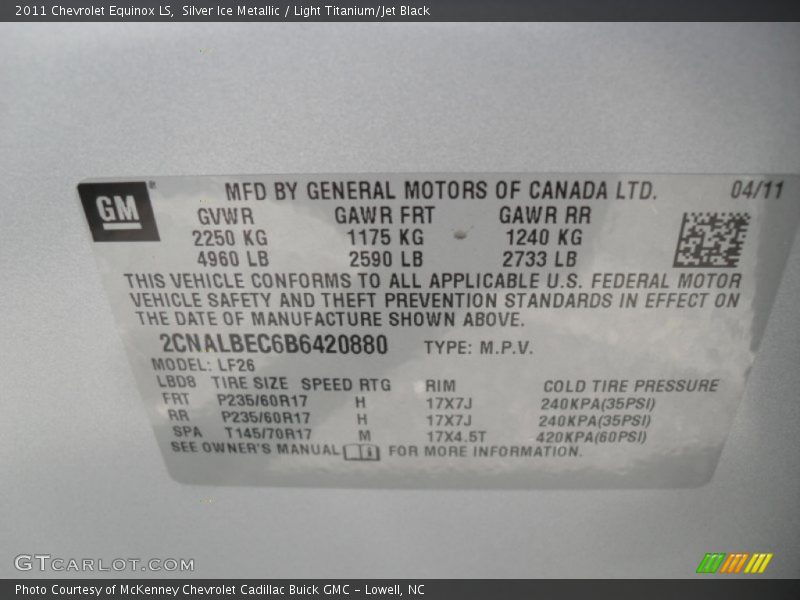 2011 Chevrolet Equinox LS,  Silver Ice Metallic / Light Titanium/Jet Black
GM
MFD BY GENERAL MOTORS OF CANADA LTD. 04/11
GVWR GAWR FRT GAWR RR
2250 KG 1175 KG 1240 KG
4960 LB 2590 LB 2733 LB
THIS VEHICLE CONFORMS TO ALL APPLICABLE U.S. FEDERAL MOTOR
VEHICLE SAFETY AND THEFT PREVENTION STANDARDS IN EFFECT ON
THE DATE OF MANUFACTURE SHOWN ABOVE.
2CNALBEC6B6420880 TYPE: M.P.V.
MODEL: LF26
LBD8 TIRE SIZE SPEED RTG RIM COLD TIRE PRESSURE
FRT P235/60R17 H 17X7J 240KPA(35PSI)
RR P235/60R17 H 17X7J 240KPA(35PSI)
SPA T145/70R17 M 17X4.5T 420KPA(60PSI)
SEE OWNER'S MANUAL FOR MORE INFORMATION.
GTCARLOT.COM
Photo Courtesy of McKenney Chevrolet Cadillac Buick GMC – Lowell, NC